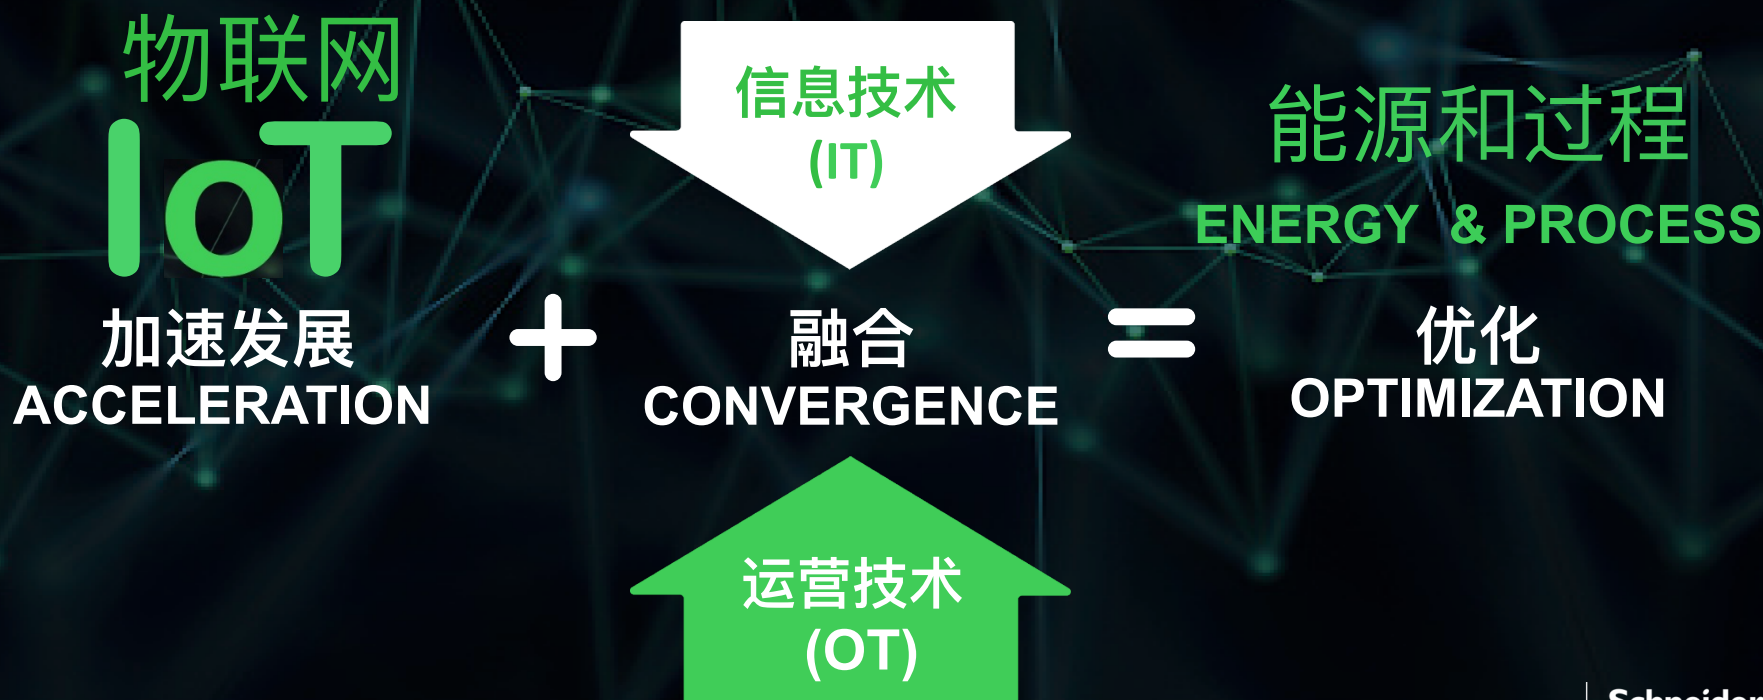 物联网
IoT
加速发展
ACCELERATION
+
信息技术
(IT)
融合
CONVERGENCE
运营技术
(OT)
=
能源和过程
ENERGY & PROCESS
优化
OPTIMIZATION